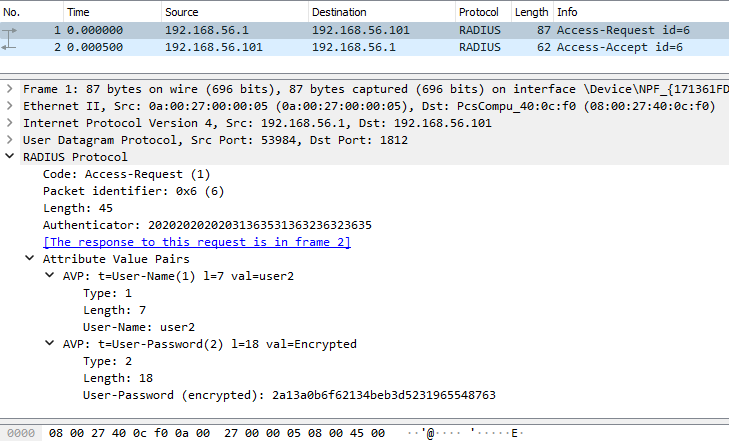 No. Time Source Destination Protocol Length Info
1 0.000000 192.168.56.1 192.168.56.101 RADIUS 87 Access-Request id=6
2 0.000500 192.168.56.101 192.168.56.1 RADIUS 62 Access-Accept id=6
Frame 1: 87 bytes on wire (696 bits), 87 bytes captured (696 bits) on interface \Device\NPF_{171361FD
Ethernet II, Src: 0a:00:27:00:00:05 (0a:00:27:00:00:05), Dst: PcsCompu_40:0c:f0 (08:00:27:40:0c:f0)
Internet Protocol Version 4, Src: 192.168.56.1, Dst: 192.168.56.101
User Datagram Protocol, Src Port: 53984, Dst Port: 1812
RADIUS Protocol
Code: Access-Request (1)
Packet identifier: 0x6 (6)
Length: 45
Authenticator: 20202020202031363531363236323635
[The response to this request is in frame 2]
Attribute Value Pairs
AVP: t=User-Name(1) l=7 val=user2
Type: 1
Length: 7
User-Name: user2
AVP: t=User-Password(2) l=18 val=Encrypted
Type: 2
Length: 18
User-Password (encrypted): 2a13a0b6f62134beb3d5231965548763
0000 08 00 27 40 0c f0 0a 00 27 00 00 05 08 00 45 00 ··'@···· '·····E·